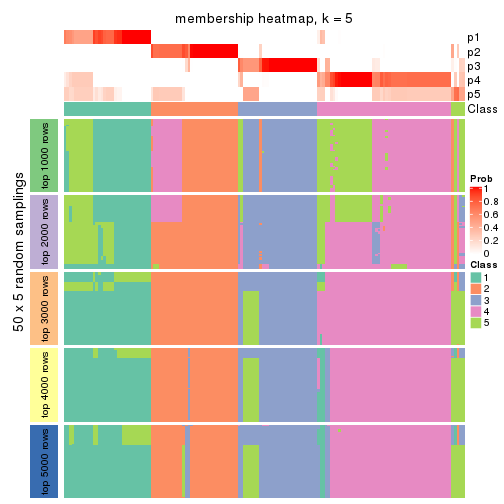 membership heatmap, k = 5
p1
p2
p3
p4
p5
Class
50 x 5 random samplings
top 1000 rows
top 2000 rows
top 3000 rows
top 4000 rows
top 5000 rows
Prob
1
0.8
0.6
0.4
0.2
0
Class
1
2
3
4
5